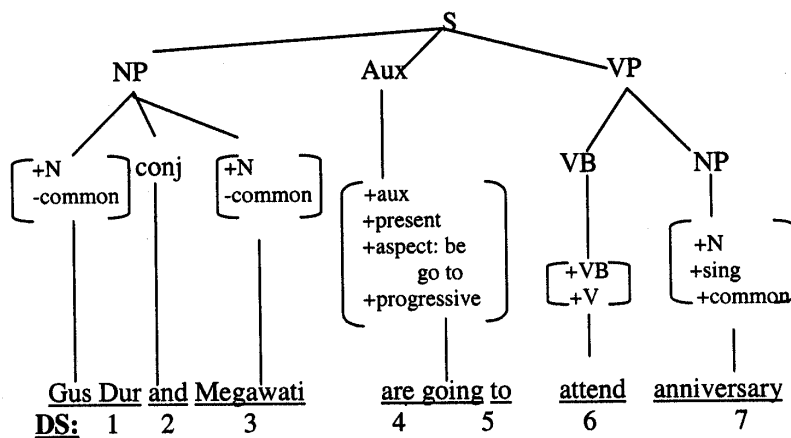 S
NP Aux VP
+N conj +N VB NP
-common -common
+aux
+present
+aspect: be
go to
+progressive
+VB
+V
+N
+sing
+common
Gus Dur and Megawati are going to attend anniversary
DS: 1 2 3 4 5 6 7